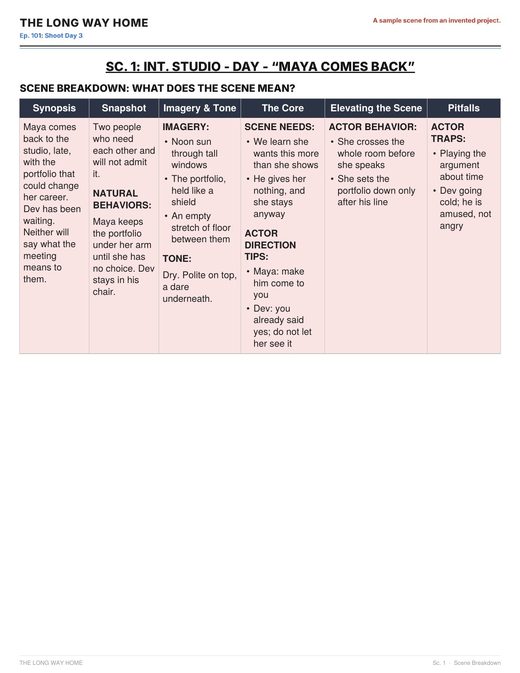 THE LONG WAY HOME
A sample scene from an invented project.
Ep. 101: Shoot Day 3
SC. 1: INT. STUDIO - DAY - “MAYA COMES BACK”
SCENE BREAKDOWN: WHAT DOES THE SCENE MEAN?
Synopsis
Maya comes
back to the
studio, late,
with the
portfolio that
could change
her career.
Dev has been
waiting.
Neither will
say what the
meeting
means to
them.
Snapshot
Two people
who need
each other and
will not admit
it.
NATURAL
BEHAVIORS:
Maya keeps
the portfolio
under her arm
until she has
no choice. Dev
stays in his
chair.
Imagery & Tone
IMAGERY:
• Noon sun
through tall
windows
• The portfolio,
held like a
shield
• An empty
stretch of floor
between them
TONE:
Dry. Polite on top,
a dare
underneath.
The Core
SCENE NEEDS:
• We learn she
wants this more
than she shows
• He gives her
nothing, and
she stays
anyway
ACTOR
DIRECTION
TIPS:
• Maya: make
him come to
you
• Dev: you
already said
yes; do not let
her see it
Elevating the Scene
ACTOR BEHAVIOR:
• She crosses the
whole room before
she speaks
• She sets the
portfolio down only
after his line
Pitfalls
ACTOR
TRAPS:
• Playing the
argument
about time
• Dev going
cold; he is
amused, not
angry
THE LONG WAY HOME
Sc. 1 · Scene Breakdown